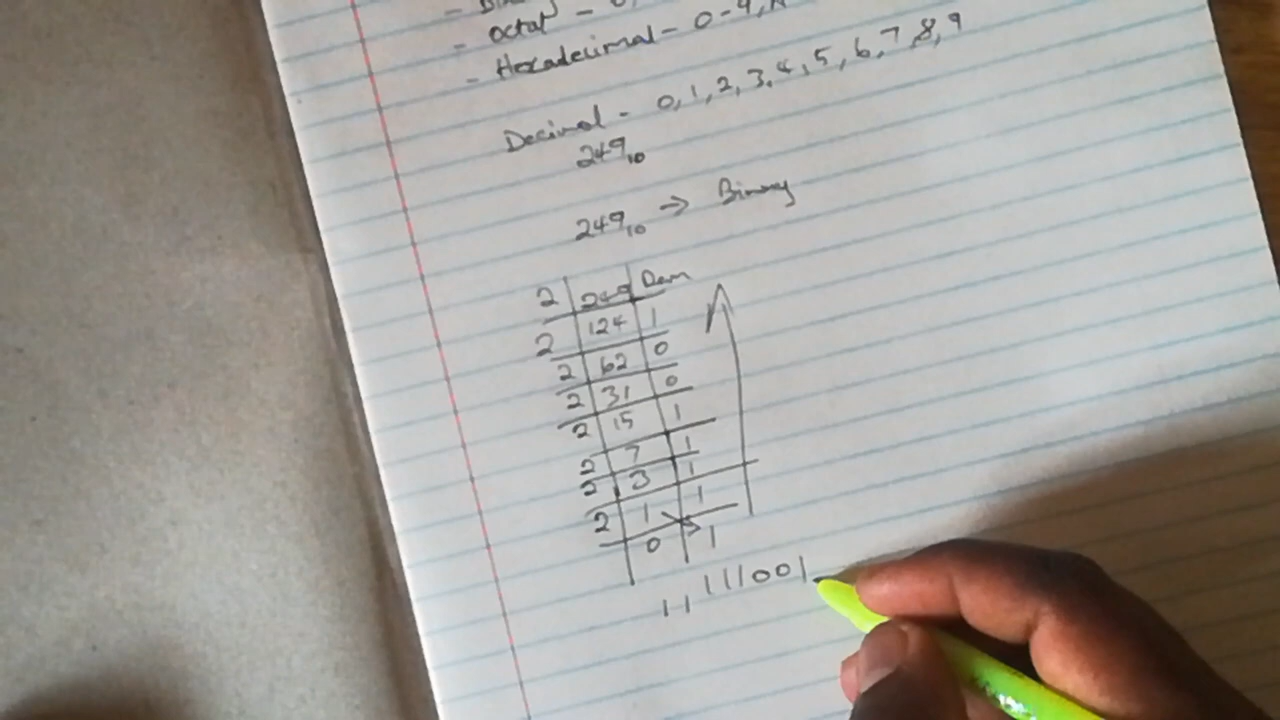 - Octal -
- Hexadecimal - 0-9, A
Decimal - 0, 1, 2, 3, 4, 5, 6, 7, 8, 9
249₁₀
249₁₀ → Binary
2 249 Rem
2 124 1
2 62 0
2 31 0
2 15 1
2 7 1
2 3 1
2 1 1
0 1
11111001